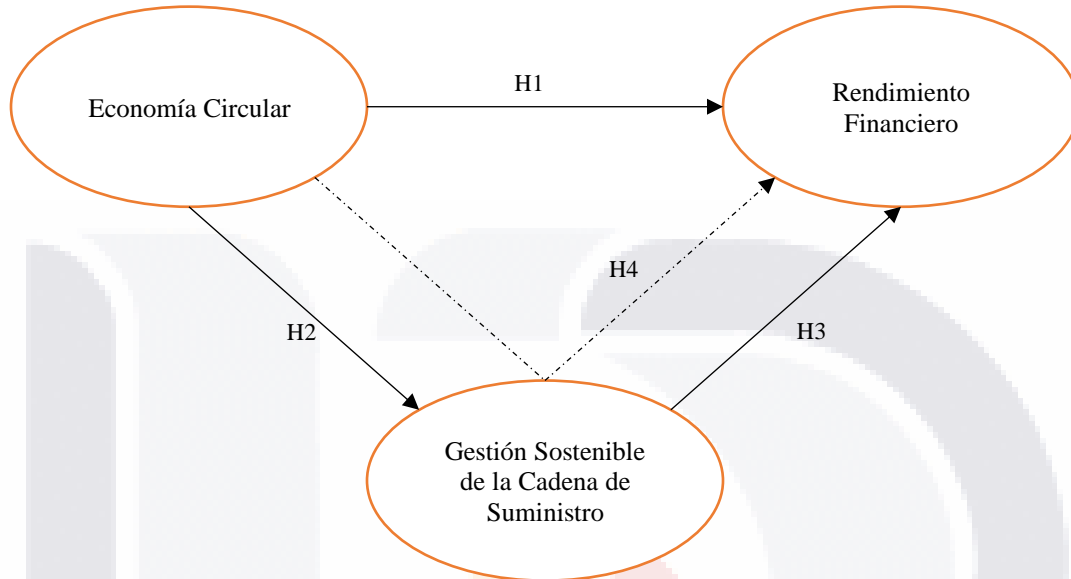 H1
Economía Circular
Rendimiento
Financiero
H4
H2
H3
Gestión Sostenible
de la Cadena de
Suministro